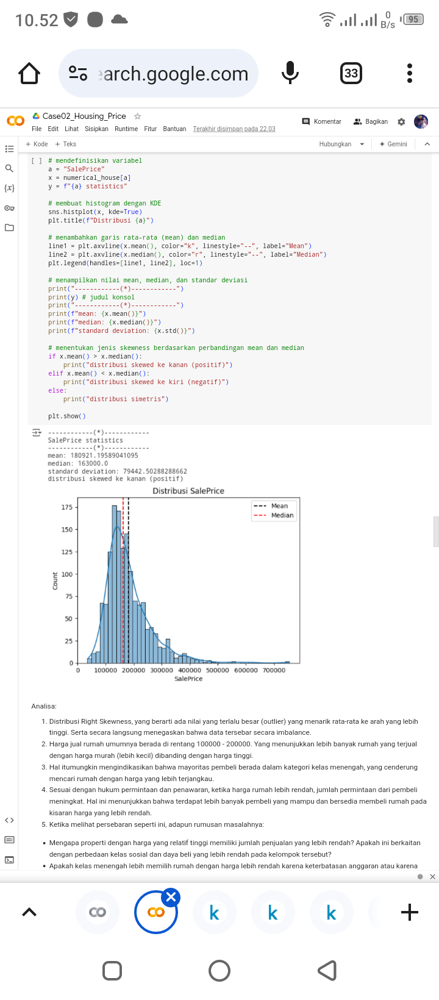 10.52
0 B/s
95
earch.google.com
33
Case02_Housing_Price
File Edit Lihat Sisipkan Runtime Fitur Bantuan Terakhir disimpan pada 22.03
Komentar Bagikan
+ Kode + Teks
Hubungkan Gemini
[ ] # mendefinisikan variabel
a = "SalePrice"
x = numerical_house[a]
y = f"{a} statistics"
# membuat histogram dengan KDE
sns.histplot(x, kde=True)
plt.title(f"Distribusi {a}")
# menambahkan garis rata-rata (mean) dan median
line1 = plt.axvline(x.mean(), color="k", linestyle="--", label="Mean")
line2 = plt.axvline(x.median(), color="r", linestyle="--", label="Median")
plt.legend(handles=[line1, line2], loc=1)
# menampilkan nilai mean, median, dan standar deviasi
print("------------(*)------------")
print(y) # judul konsol
print("------------(*)------------")
print(f"mean: {x.mean()}")
print(f"median: {x.median()}")
print(f"standard deviation: {x.std()}")
# menentukan jenis skewness berdasarkan perbandingan mean dan median
if x.mean() > x.median():
    print("distribusi skewed ke kanan (positif)")
elif x.mean() < x.median():
    print("distribusi skewed ke kiri (negatif)")
else:
    print("distribusi simetris")
plt.show()
------------(*)------------
SalePrice statistics
------------(*)------------
mean: 180921.19589041095
median: 163000.0
standard deviation: 79442.50288288662
distribusi skewed ke kanan (positif)
Distribusi SalePrice
Mean
Median
175
150
125
100
75
50
25
0
Count
0 100000 200000 300000 400000 500000 600000 700000
SalePrice
Analisa:
1. Distribusi Right Skewness, yang berarti ada nilai yang terlalu besar (outlier) yang menarik rata-rata ke arah yang lebih
tinggi. Serta secara langsung menegaskan bahwa data tersebar secara imbalance.
2. Harga jual rumah umumnya berada di rentang 100000 - 200000. Yang menunjukkan lebih banyak rumah yang terjual
dengan harga murah (lebih kecil) dibanding dengan harga tinggi.
3. Hal itumungkin mengindikasikan bahwa mayoritas pembeli berada dalam kategori kelas menengah, yang cenderung
mencari rumah dengan harga yang lebih terjangkau.
4. Sesuai dengan hukum permintaan dan penawaran, ketika harga rumah lebih rendah, jumlah permintaan dari pembeli
meningkat. Hal ini menunjukkan bahwa terdapat lebih banyak pembeli yang mampu dan bersedia membeli rumah pada
kisaran harga yang lebih rendah.
5. Ketika melihat persebaran seperti ini, adapun rumusan masalahnya:
• Mengapa properti dengan harga yang relatif tinggi memiliki jumlah penjualan yang lebih rendah? Apakah ini berkaitan
dengan perbedaan kelas sosial dan daya beli yang lebih rendah pada kelompok tersebut?
• Apakah kelas menengah lebih memilih rumah dengan harga lebih rendah karena keterbatasan anggaran atau karena
k
k
k